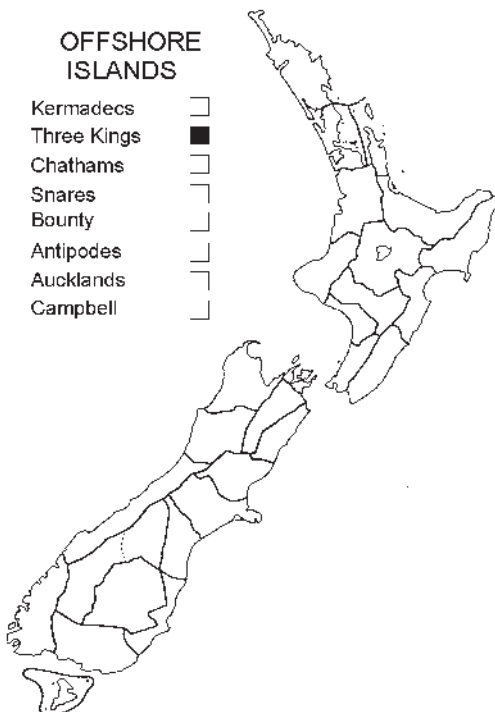 OFFSHORE
ISLANDS
Kermadecs
Three Kings
Chathams
Snares
Bounty
Antipodes
Aucklands
Campbell